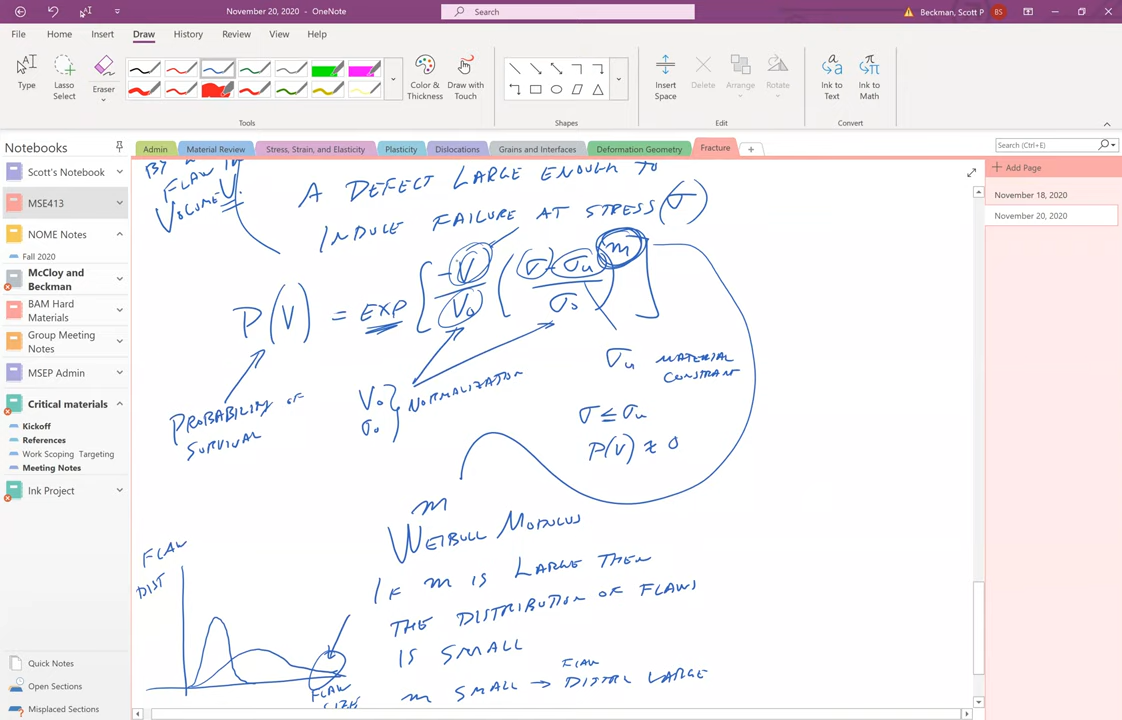 November 20, 2020 - OneNote
Search
Beckman, Scott P
BS
File Home Insert Draw History Review View Help
Type
Lasso Select
Eraser
Color & Thickness
Draw with Touch
Insert Space
Delete
Arrange
Rotate
Ink to Text
Ink to Math
Tools
Shapes
Edit
Convert
Notebooks
Admin Material Review Stress, Strain, and Elasticity Plasticity Dislocations Grains and Interfaces Deformation Geometry Fracture
Search (Ctrl+E)
Add Page
November 18, 2020
November 20, 2020
Scott's Notebook
MSE413
NOME Notes
Fall 2020
McCloy and Beckman
BAM Hard Materials
Group Meeting Notes
MSEP Admin
Critical materials
Kickoff
References
Work Scoping Targeting
Meeting Notes
Ink Project
Quick Notes
Open Sections
Misplaced Sections
FLAW IN
VOLUME V.
A DEFECT LARGE ENOUGH TO
INDUCE FAILURE AT STRESS (σ)
P(V) = EXP [ -V/V₀ ( (σ - σu)/σ₀ )^m ]
PROBABILITY OF
SURVIVAL
V₀
σ₀
} NORMALIZATION
σu MATERIAL
CONSTANT
σ ≤ σu
m
WEIBULL MODULUS
IF m IS LARGE THEN
THE DISTRIBUTION OF FLAWS
IS SMALL
FLAW
m SMALL → DISTRI. LARGE
FLAW
DIST
FLAW
SIZE